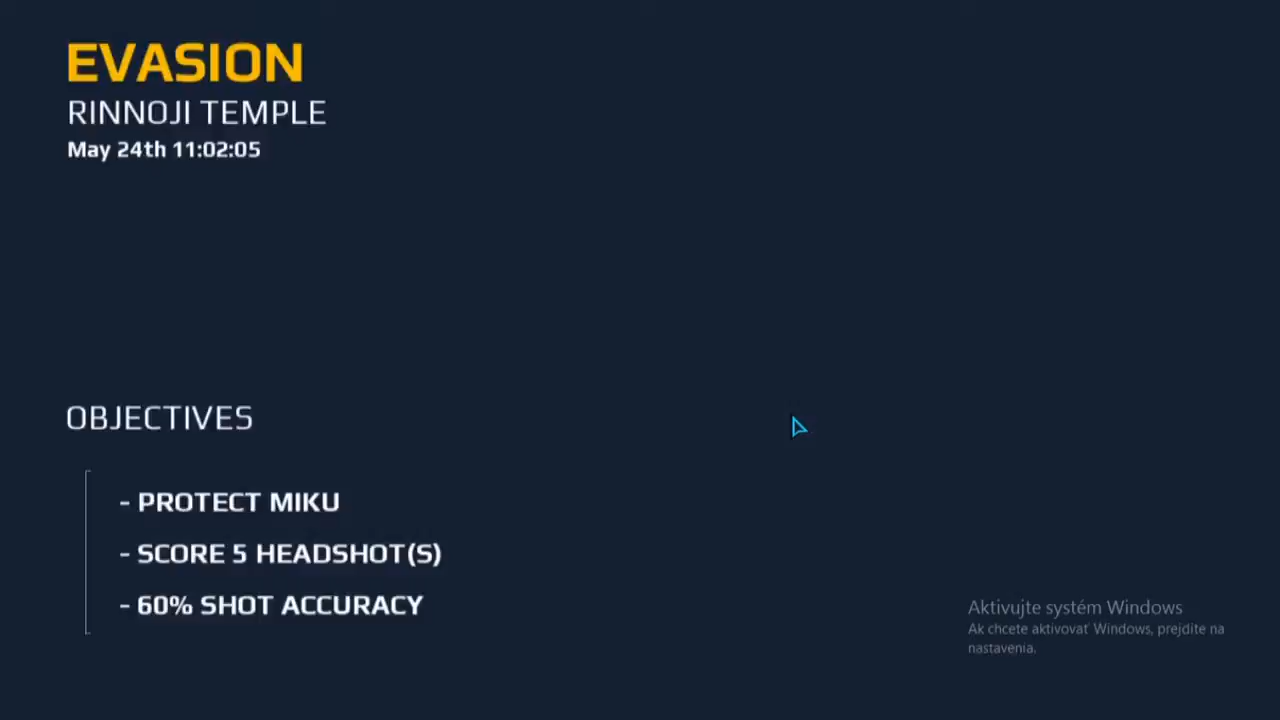 EVASION
RINNOJI TEMPLE
May 24th 11:02:05
OBJECTIVES
- PROTECT MIKU
- SCORE 5 HEADSHOT(S)
- 60% SHOT ACCURACY
Aktivujte systém Windows
Ak chcete aktivovať Windows, prejdite na
nastavenia.